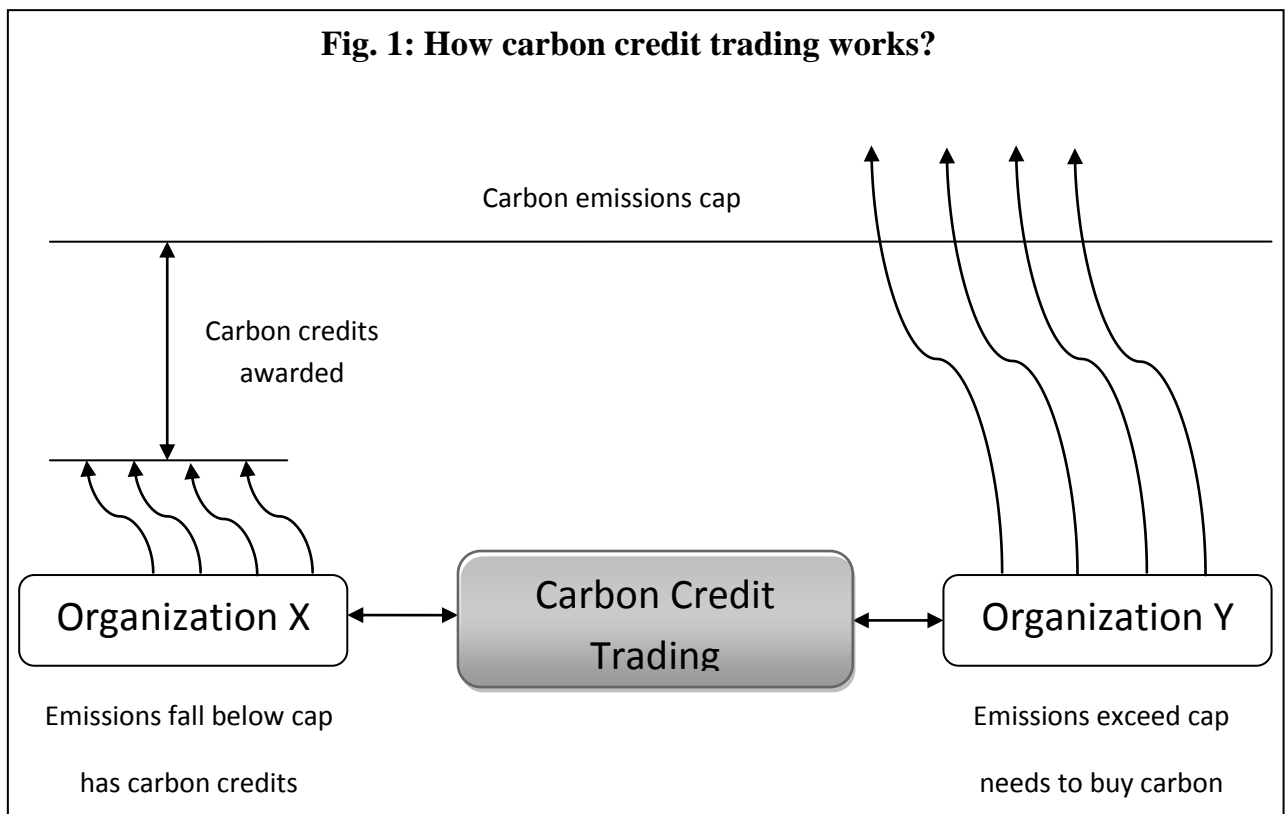 Fig. 1: How carbon credit trading works?
Carbon emissions cap
Carbon credits
awarded
Organization X
Carbon Credit
Trading
Organization Y
Emissions fall below cap
has carbon credits
Emissions exceed cap
needs to buy carbon